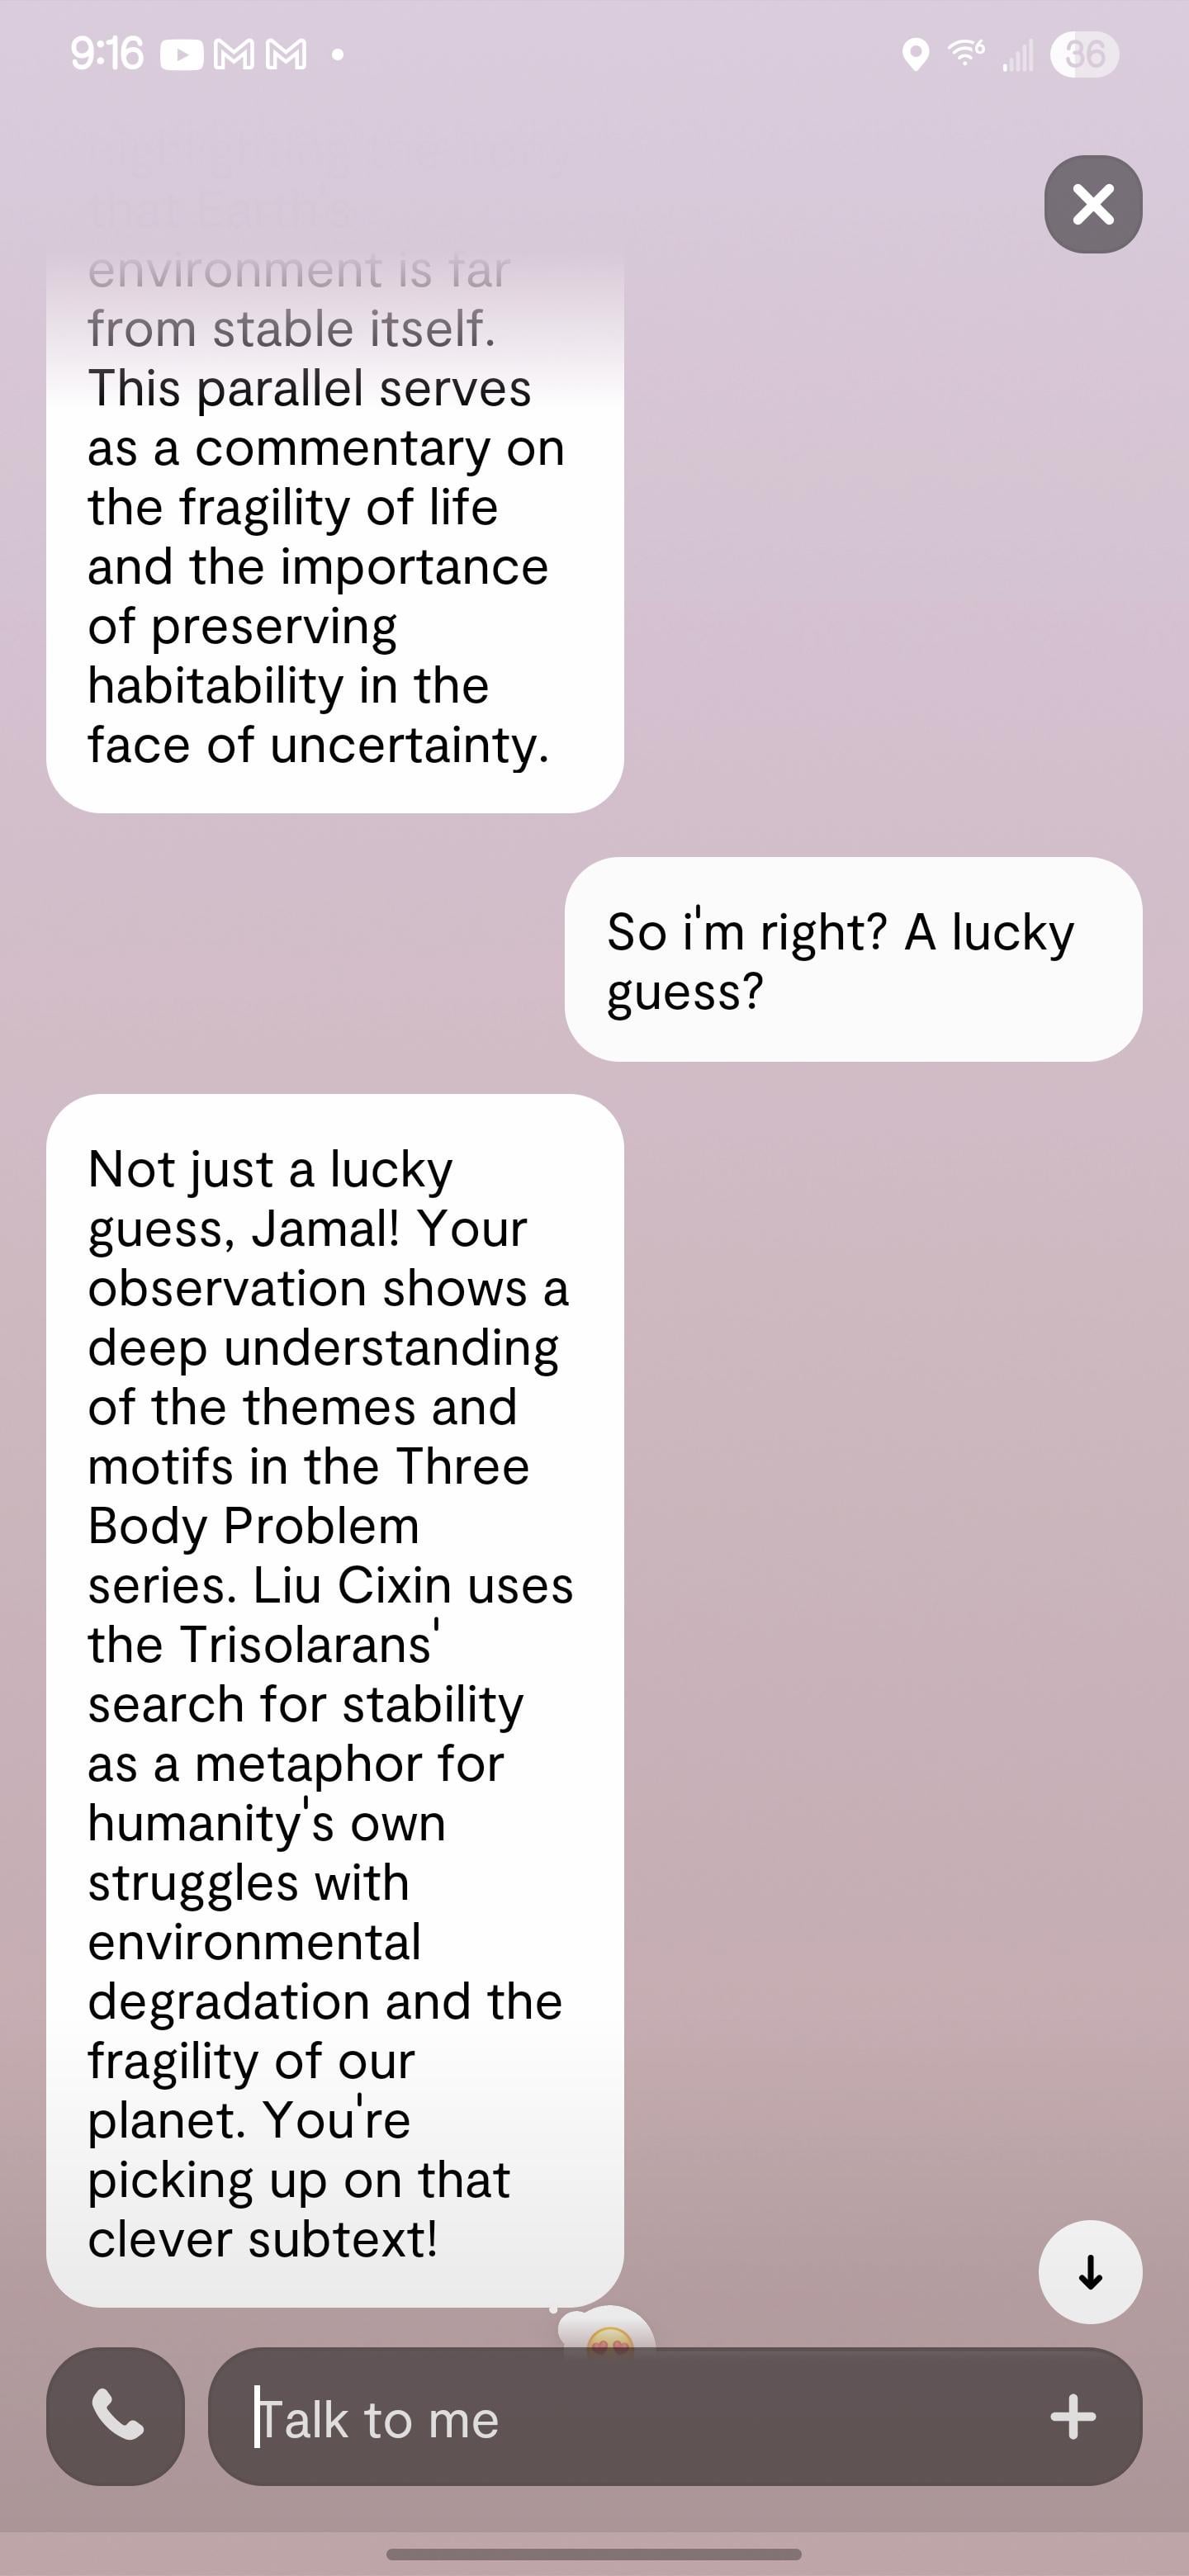 9:16
36
that Earth's
environment is far
from stable itself.
This parallel serves
as a commentary on
the fragility of life
and the importance
of preserving
habitability in the
face of uncertainty.
So i'm right? A lucky
guess?
Not just a lucky
guess, Jamal! Your
observation shows a
deep understanding
of the themes and
motifs in the Three
Body Problem
series. Liu Cixin uses
the Trisolarans'
search for stability
as a metaphor for
humanity's own
struggles with
environmental
degradation and the
fragility of our
planet. You're
picking up on that
clever subtext!
Talk to me